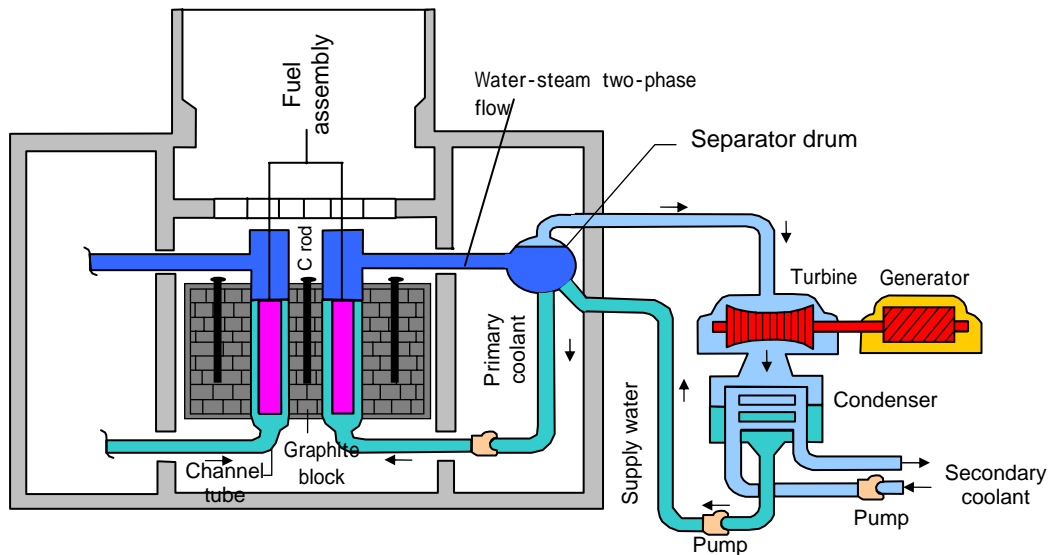 Fuel
assembly
Water-steam two-phase
flow
Separator drum
C rod
Turbine
Generator
Primary
coolant
Condenser
Supply water
Graphite
block
Channel
tube
Secondary
coolant
Pump
Pump